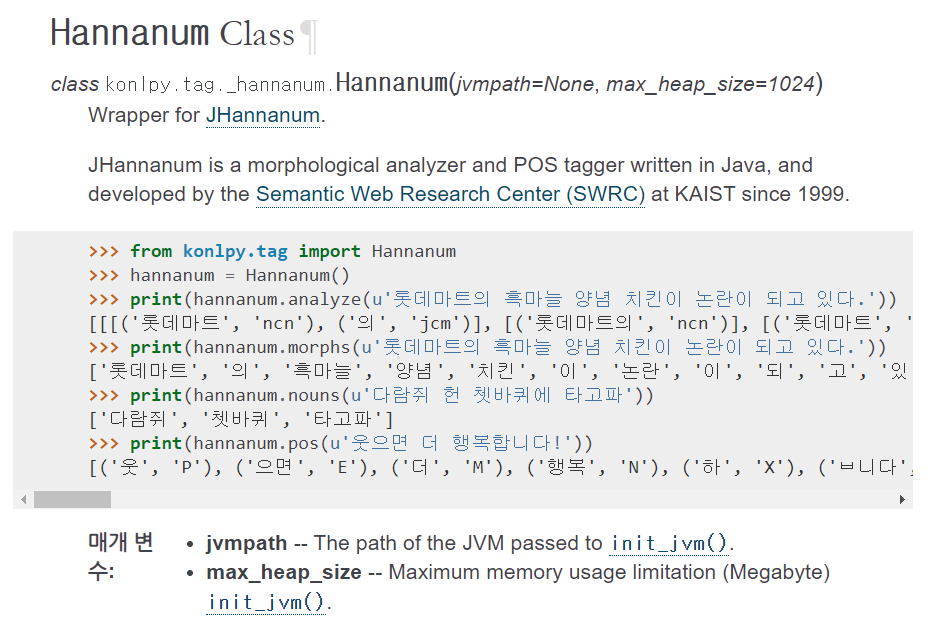 Hannanum Class¶
class konlpy.tag._hannanum.Hannanum(jvmpath=None, max_heap_size=1024)
Wrapper for JHannanum.
JHannanum is a morphological analyzer and POS tagger written in Java, and
developed by the Semantic Web Research Center (SWRC) at KAIST since 1999.
>>> from konlpy.tag import Hannanum
>>> hannanum = Hannanum()
>>> print(hannanum.analyze(u'롯데마트의 흑마늘 양념 치킨이 논란이 되고 있다.'))
[[[('롯데마트', 'ncn'), ('의', 'jcm')], [('롯데마트의', 'ncn')], [('롯데마트', '
>>> print(hannanum.morphs(u'롯데마트의 흑마늘 양념 치킨이 논란이 되고 있다.'))
['롯데마트', '의', '흑마늘', '양념', '치킨', '이', '논란', '이', '되', '고', '있
>>> print(hannanum.nouns(u'다람쥐 헌 쳇바퀴에 타고파'))
['다람쥐', '쳇바퀴', '타고파']
>>> print(hannanum.pos(u'웃으면 더 행복합니다!'))
[('웃', 'P'), ('으면', 'E'), ('더', 'M'), ('행복', 'N'), ('하', 'X'), ('ㅂ니다',
매개 변수:
• jvmpath -- The path of the JVM passed to init_jvm().
• max_heap_size -- Maximum memory usage limitation (Megabyte)
init_jvm().